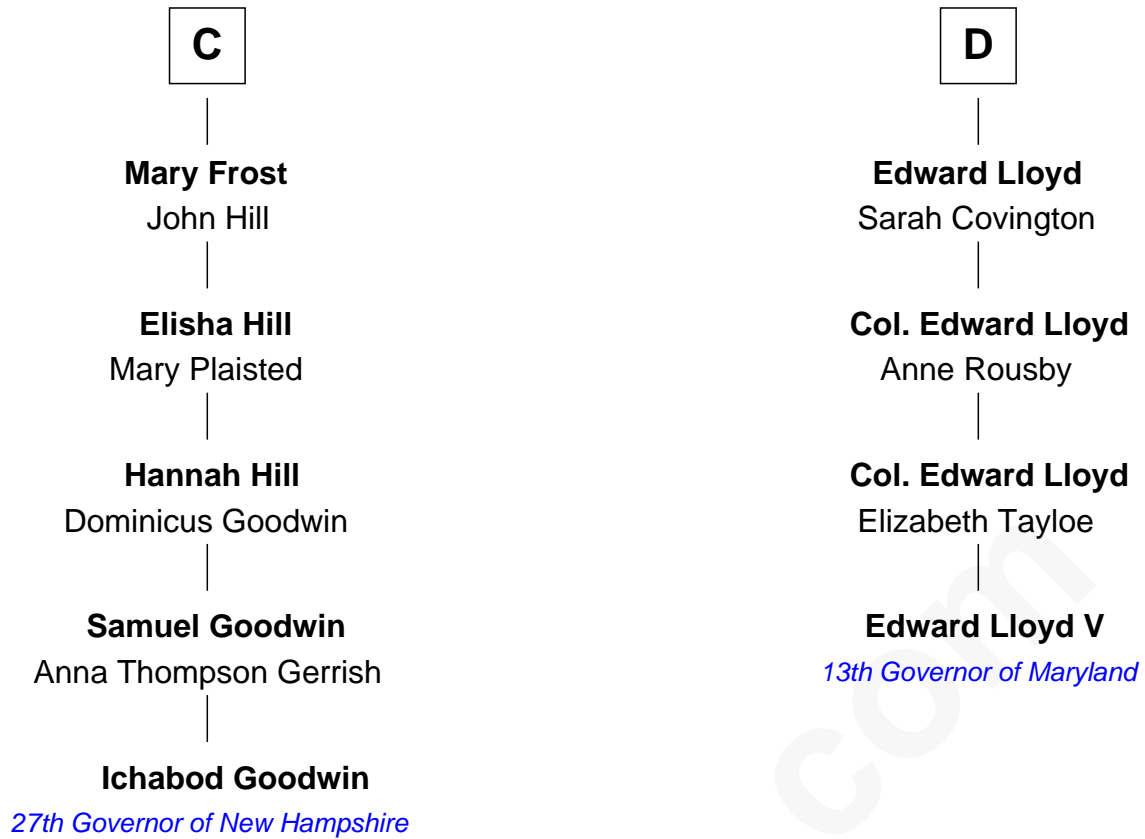 C
Mary Frost
John Hill
Elisha Hill
Mary Plaisted
Hannah Hill
Dominicus Goodwin
Samuel Goodwin
Anna Thompson Gerrish
Ichabod Goodwin
27th Governor of New Hampshire
D
Edward Lloyd
Sarah Covington
Col. Edward Lloyd
Anne Rousby
Col. Edward Lloyd
Elizabeth Tayloe
Edward Lloyd V
13th Governor of Maryland
com